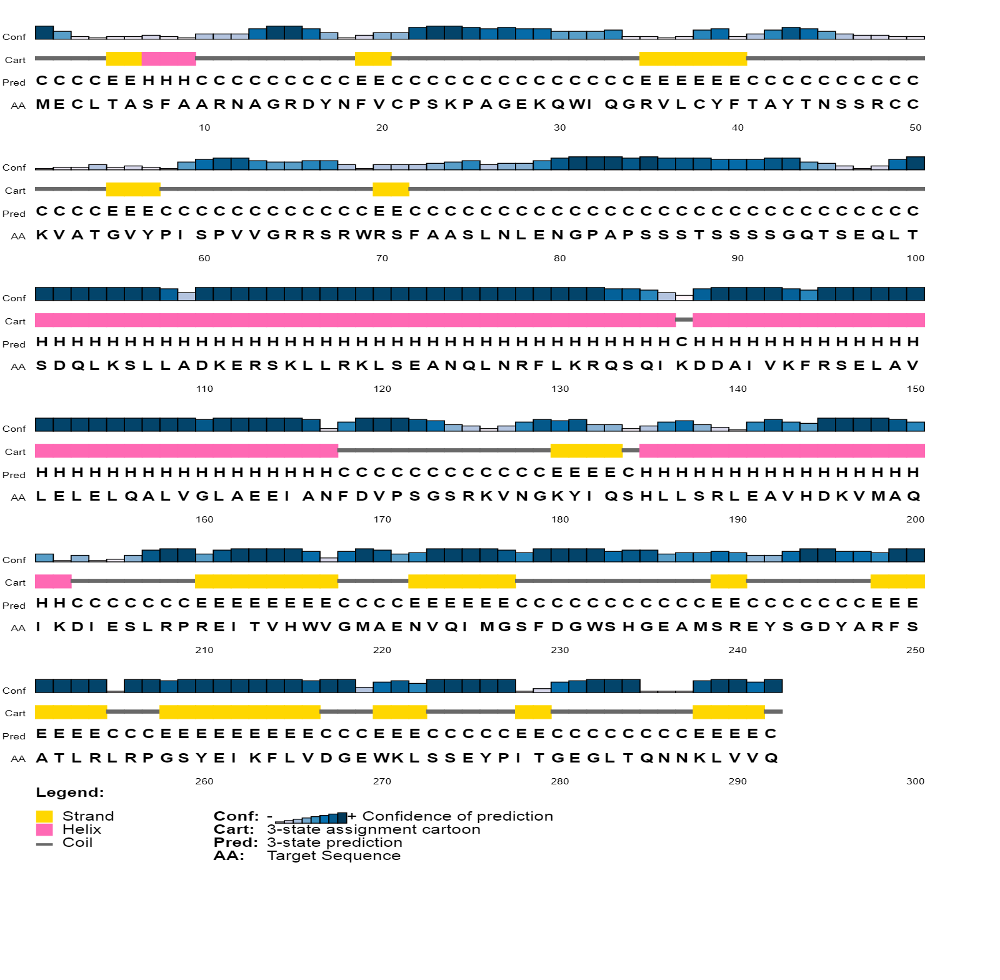 Conf
Cart
Pred C C C C E E H H H C C C C C C C C C E E C C C C C C C C C C C C C C E E E E E E C C C C C C C C C C
AA M E C L T A S F A A R N A G R D Y N F V C P S K P A G E K Q W I Q G R V L C Y F T A Y T N S S R C C
10 20 30 40 50
Conf
Cart
Pred C C C C E E E C C C C C C C C C C C C E E C C C C C C C C C C C C C C C C C C C C C C C C C C C C C
AA K V A T G V Y P I S P V V G R R S R W R S F A A S L N L E N G P A P S S S T S S S S G Q T S E Q L T
60 70 80 90 100
Conf
Cart
Pred H H H H H H H H H H H H H H H H H H H H H H H H H H H H H H H H H H H H C H H H H H H H H H H H H H
AA S D Q L K S L L A D K E R S K L L R K L S E A N Q L N R F L K R Q S Q I K D D A I V K F R S E L A V
110 120 130 140 150
Conf
Cart
Pred H H H H H H H H H H H H H H H H H C C C C C C C C C C C C E E E E C H H H H H H H H H H H H H H H H
AA L E L E L Q A L V G L A E E I A N F D V P S G S R K V N G K Y I Q S H L L S R L E A V H D K V M A Q
160 170 180 190 200
Conf
Cart
Pred H H C C C C C C C E E E E E E E E C C C C E E E E E E C C C C C C C C C C C E E C C C C C C C E E E
AA I K D I E S L R P R E I T V H W V G M A E N V Q I M G S F D G W S H G E A M S R E Y S G D Y A R F S
210 220 230 240 250
Conf
Cart
Pred E E E E C C C E E E E E E E E E C C C E E E C C C C C E E C C C C C C C C E E E E C
AA A T L R L R P G S Y E I K F L V D G E W K L S S E Y P I T G E G L T Q N N K L V V Q
260 270 280 290 300
Legend:
Strand Conf: - + Confidence of prediction
Helix Cart: 3-state assignment cartoon
Coil Pred: 3-state prediction
AA: Target Sequence